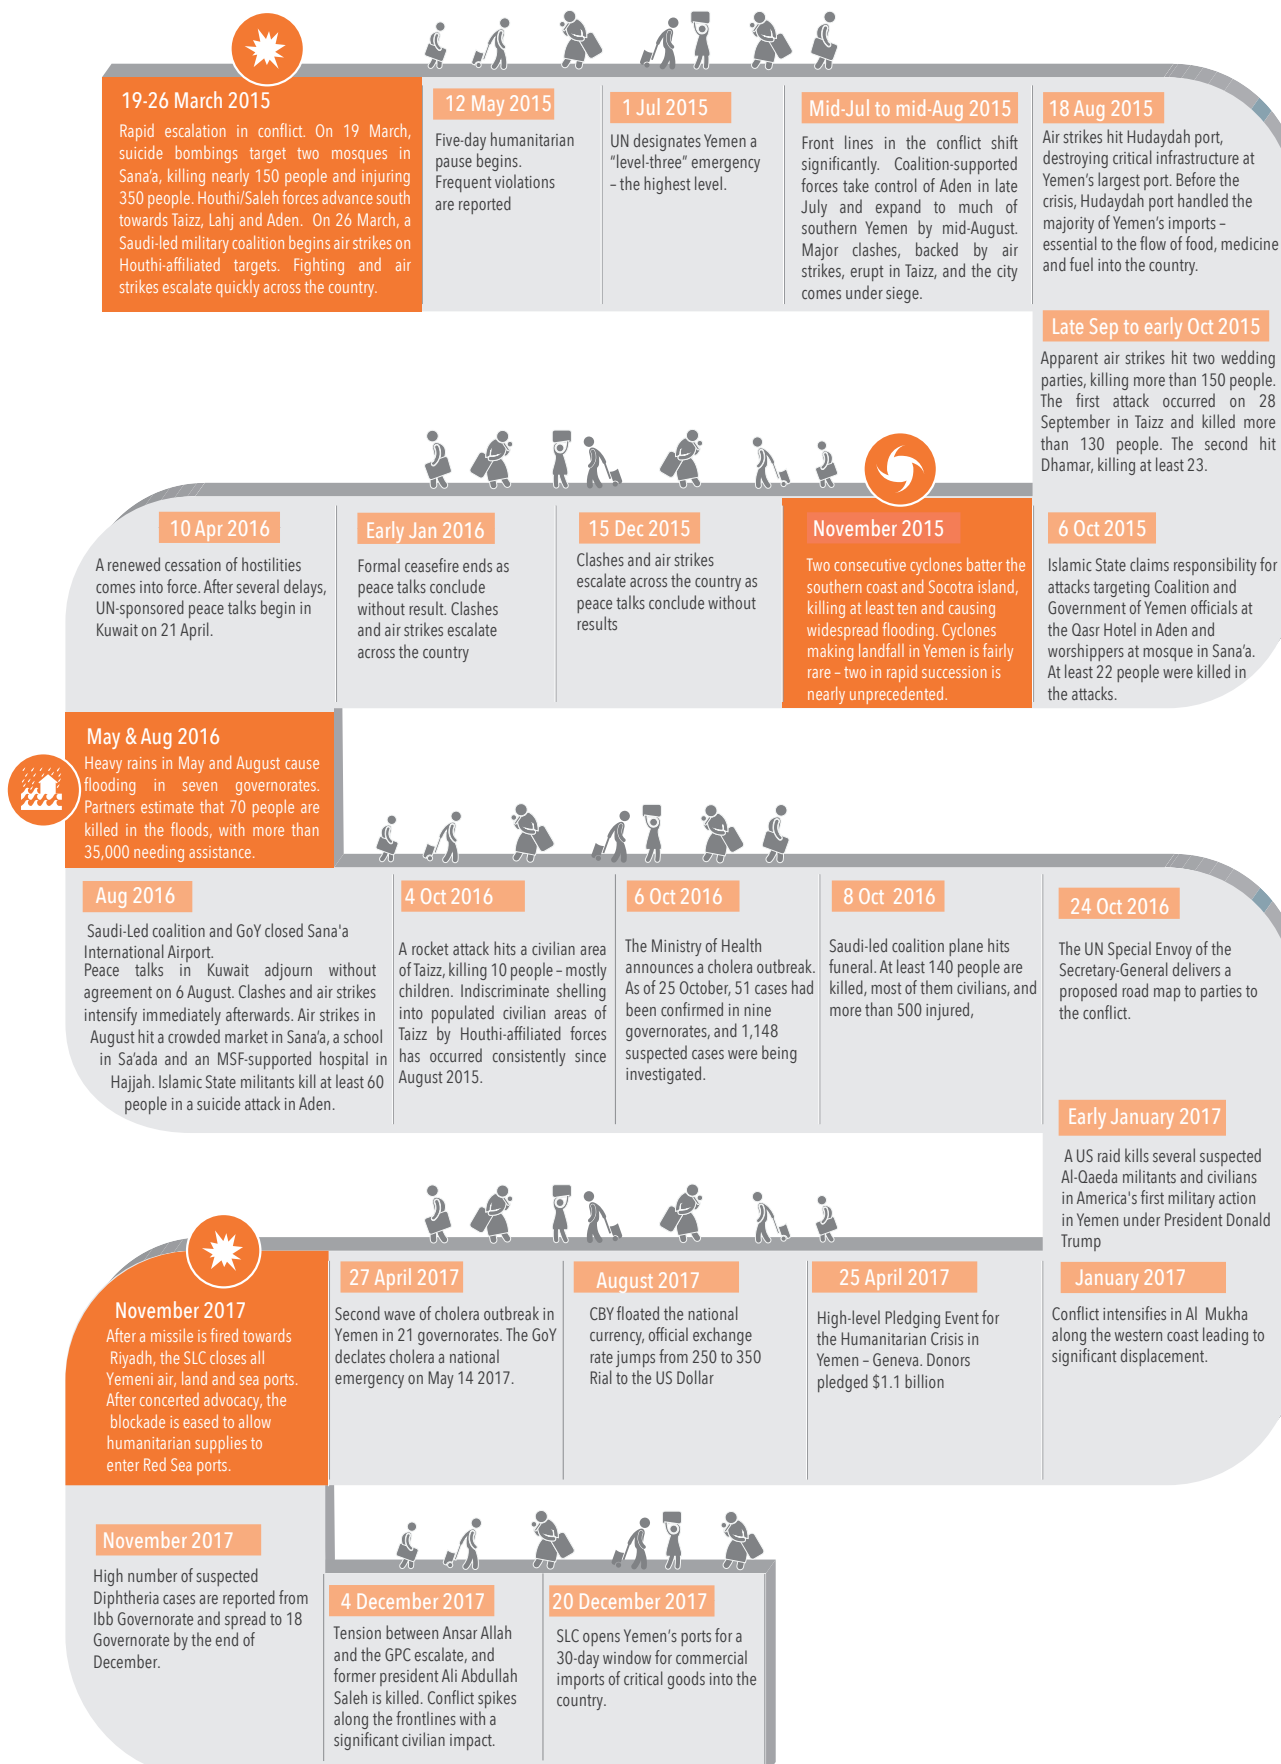 19-26 March 2015
Rapid escalation in conflict. On 19 March,
suicide bombings target two mosques in
Sana'a, killing nearly 150 people and injuring
350 people. Houthi/Saleh forces advance south
towards Taizz, Lahj and Aden. On 26 March, a
Saudi-led military coalition begins air strikes on
Houthi-affiliated targets. Fighting and air
strikes escalate quickly across the country.
12 May 2015
Five-day humanitarian
pause begins.
Frequent violations
are reported
1 Jul 2015
UN designates Yemen a
"level-three" emergency
– the highest level.
Mid-Jul to mid-Aug 2015
Front lines in the conflict shift
significantly. Coalition-supported
forces take control of Aden in late
July and expand to much of
southern Yemen by mid-August.
Major clashes, backed by air
strikes, erupt in Taizz, and the city
comes under siege.
18 Aug 2015
Air strikes hit Hudaydah port,
destroying critical infrastructure at
Yemen's largest port. Before the
crisis, Hudaydah port handled the
majority of Yemen's imports –
essential to the flow of food, medicine
and fuel into the country.
Late Sep to early Oct 2015
Apparent air strikes hit two wedding
parties, killing more than 150 people.
The first attack occurred on 28
September in Taizz and killed more
than 130 people. The second hit
Dhamar, killing at least 23.
6 Oct 2015
Islamic State claims responsibility for
attacks targeting Coalition and
Government of Yemen officials at
the Qasr Hotel in Aden and
worshippers at mosque in Sana'a.
At least 22 people were killed in
the attacks.
November 2015
Two consecutive cyclones batter the
southern coast and Socotra island,
killing at least ten and causing
widespread flooding. Cyclones
making landfall in Yemen is fairly
rare – two in rapid succession is
nearly unprecedented.
15 Dec 2015
Clashes and air strikes
escalate across the country as
peace talks conclude without
results
Early Jan 2016
Formal ceasefire ends as
peace talks conclude
without result. Clashes
and air strikes escalate
across the country
10 Apr 2016
A renewed cessation of hostilities
comes into force. After several delays,
UN-sponsored peace talks begin in
Kuwait on 21 April.
May & Aug 2016
Heavy rains in May and August cause
flooding in seven governorates.
Partners estimate that 70 people are
killed in the floods, with more than
35,000 needing assistance.
Aug 2016
Saudi-Led coalition and GoY closed Sana'a
International Airport.
Peace talks in Kuwait adjourn without
agreement on 6 August. Clashes and air strikes
intensify immediately afterwards. Air strikes in
August hit a crowded market in Sana'a, a school
in Sa'ada and an MSF-supported hospital in
Hajjah. Islamic State militants kill at least 60
people in a suicide attack in Aden.
4 Oct 2016
A rocket attack hits a civilian area
of Taizz, killing 10 people – mostly
children. Indiscriminate shelling
into populated civilian areas of
Taizz by Houthi-affiliated forces
has occurred consistently since
August 2015.
6 Oct 2016
The Ministry of Health
announces a cholera outbreak.
As of 25 October, 51 cases had
been confirmed in nine
governorates, and 1,148
suspected cases were being
investigated.
8 Oct 2016
Saudi-led coalition plane hits
funeral. At least 140 people are
killed, most of them civilians, and
more than 500 injured,
24 Oct 2016
The UN Special Envoy of the
Secretary-General delivers a
proposed road map to parties to
the conflict.
Early January 2017
A US raid kills several suspected
Al-Qaeda militants and civilians
in America's first military action
in Yemen under President Donald
Trump
January 2017
Conflict intensifies in Al Mukha
along the western coast leading to
significant displacement.
25 April 2017
High-level Pledging Event for
the Humanitarian Crisis in
Yemen – Geneva. Donors
pledged $1.1 billion
August 2017
CBY floated the national
currency, official exchange
rate jumps from 250 to 350
Rial to the US Dollar
27 April 2017
Second wave of cholera outbreak in
Yemen in 21 governorates. The GoY
declates cholera a national
emergency on May 14 2017.
November 2017
After a missile is fired towards
Riyadh, the SLC closes all
Yemeni air, land and sea ports.
After concerted advocacy, the
blockade is eased to allow
humanitarian supplies to
enter Red Sea ports.
November 2017
High number of suspected
Diphtheria cases are reported from
Ibb Governorate and spread to 18
Governorate by the end of
December.
4 December 2017
Tension between Ansar Allah
and the GPC escalate, and
former president Ali Abdullah
Saleh is killed. Conflict spikes
along the frontlines with a
significant civilian impact.
20 December 2017
SLC opens Yemen's ports for a
30-day window for commercial
imports of critical goods into the
country.